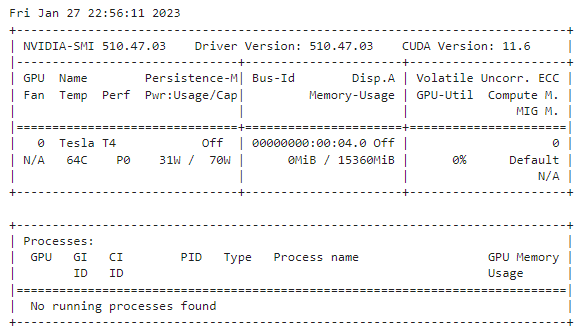 Fri Jan 27 22:56:11 2023
+-----------------------------------------------------------------------------+
| NVIDIA-SMI 510.47.03    Driver Version: 510.47.03    CUDA Version: 11.6     |
|-------------------------------+----------------------+----------------------+
| GPU  Name        Persistence-M| Bus-Id        Disp.A | Volatile Uncorr. ECC |
| Fan  Temp  Perf  Pwr:Usage/Cap|         Memory-Usage | GPU-Util  Compute M. |
|                               |                      |               MIG M. |
|===============================+======================+======================|
|   0  Tesla T4            Off  | 00000000:00:04.0 Off |                    0 |
| N/A   64C    P0    31W /  70W |      0MiB / 15360MiB |      0%      Default |
|                               |                      |                  N/A |
+-------------------------------+----------------------+----------------------+

+-----------------------------------------------------------------------------+
| Processes:                                                                  |
|  GPU   GI   CI        PID   Type   Process name                  GPU Memory |
|        ID   ID                                                   Usage      |
|=============================================================================|
|  No running processes found                                                 |
+-----------------------------------------------------------------------------+